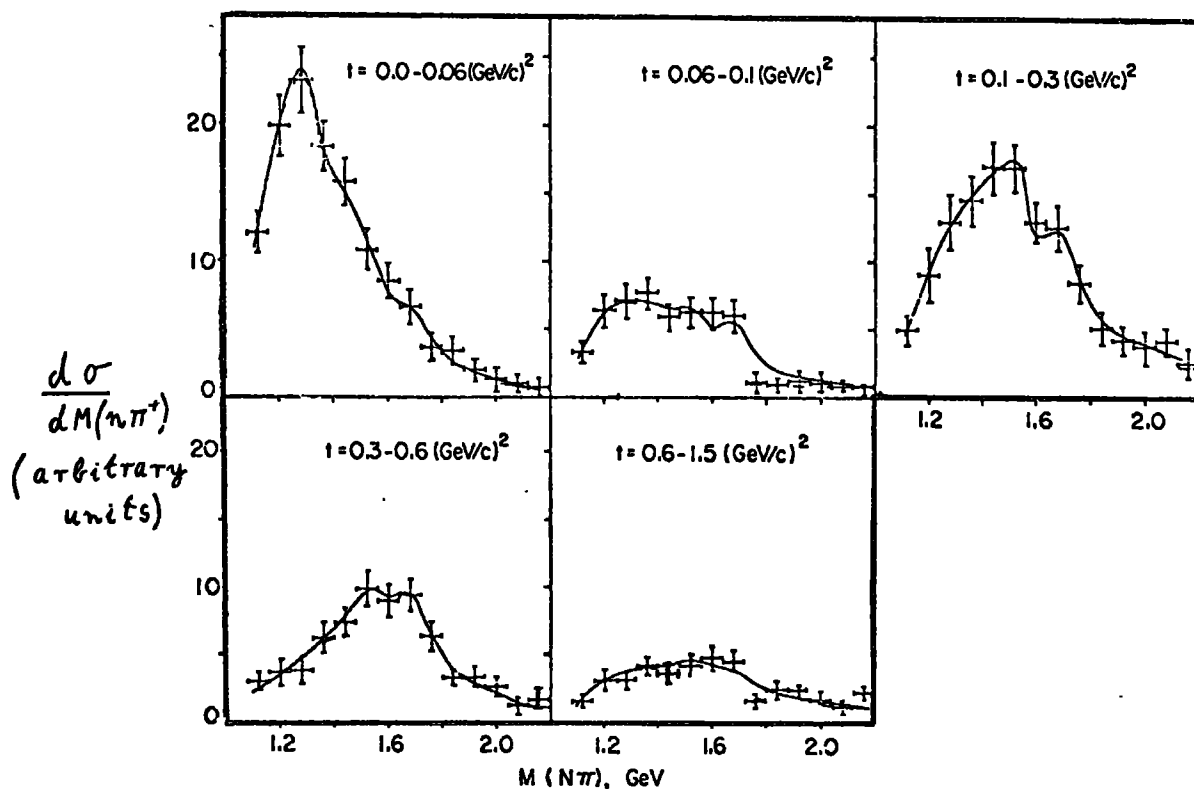 t = 0.0 - 0.06 (GeV/c)²
t = 0.06 - 0.1 (GeV/c)²
t = 0.1 - 0.3 (GeV/c)²
20
10
0
1.2 1.6 2.0
dσ
dM(nπ⁺)
(arbitrary
units)
t = 0.3 - 0.6 (GeV/c)²
t = 0.6 - 1.5 (GeV/c)²
20
10
0
1.2 1.6 2.0 1.2 1.6 2.0
M (Nπ), GeV